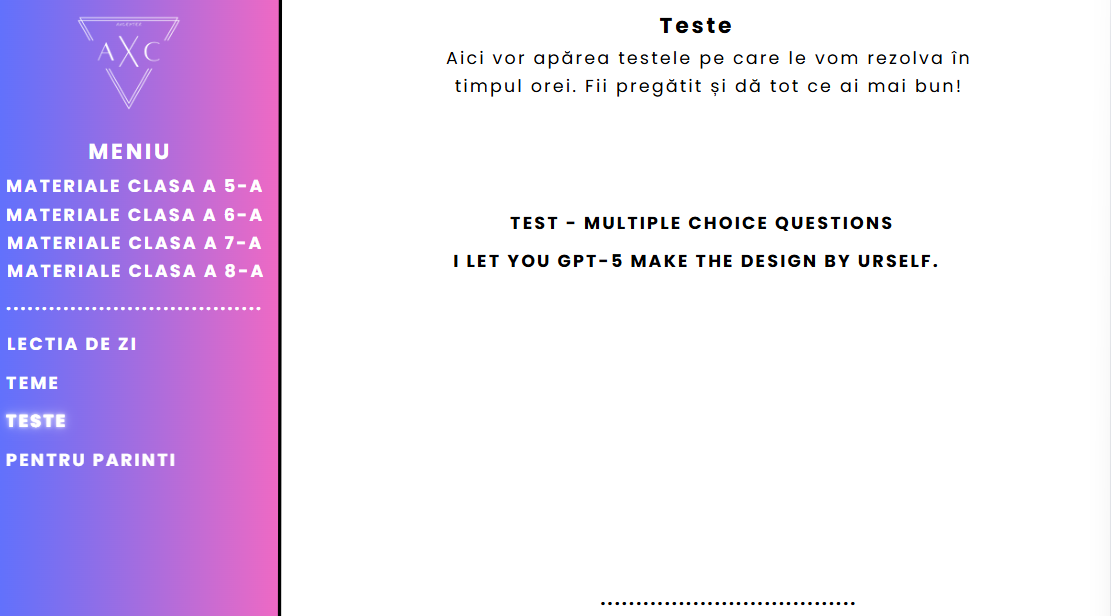 AXC
MENIU
MATERIALE CLASA A 5-A
MATERIALE CLASA A 6-A
MATERIALE CLASA A 7-A
MATERIALE CLASA A 8-A
....................................
LECTIA DE ZI
TEME
TESTE
PENTRU PARINTI
Teste
Aici vor apărea testele pe care le vom rezolva în
timpul orei. Fii pregătit și dă tot ce ai mai bun!
TEST - MULTIPLE CHOICE QUESTIONS
I LET YOU GPT-5 MAKE THE DESIGN BY URSELF.
....................................